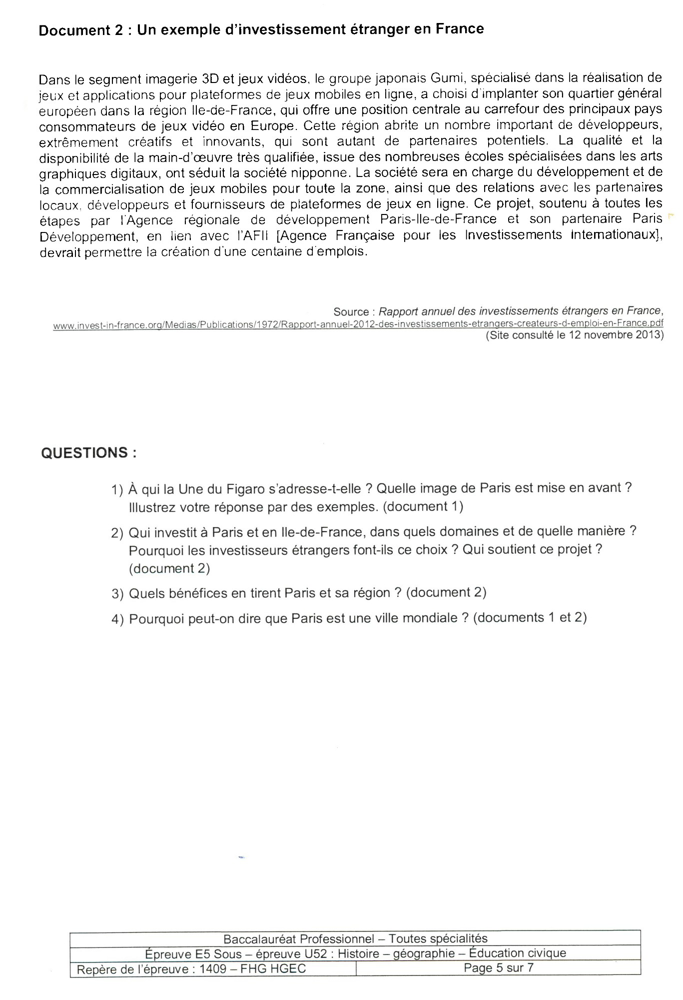 Document 2 : Un exemple d'investissement étranger en France
Dans le segment imagerie 3D et jeux vidéos, le groupe japonais Gumi, spécialisé dans la réalisation de
jeux et applications pour plateformes de jeux mobiles en ligne, a choisi d'implanter son quartier général
européen dans la région Ile-de-France, qui offre une position centrale au carrefour des principaux pays
consommateurs de jeux vidéo en Europe. Cette région abrite un nombre important de développeurs,
extrêmement créatifs et innovants, qui sont autant de partenaires potentiels. La qualité et la
disponibilité de la main-d'œuvre très qualifiée, issue des nombreuses écoles spécialisées dans les arts
graphiques digitaux, ont séduit la société nipponne. La société sera en charge du développement et de
la commercialisation de jeux mobiles pour toute la zone, ainsi que des relations avec les partenaires
locaux, développeurs et fournisseurs de plateformes de jeux en ligne. Ce projet, soutenu à toutes les
étapes par l'Agence régionale de développement Paris-Ile-de-France et son partenaire Paris
Développement, en lien avec l'AFII [Agence Française pour les Investissements Internationaux],
devrait permettre la création d'une centaine d'emplois.
Source : Rapport annuel des investissements étrangers en France,
www.invest-in-france.org/Medias/Publications/1972/Rapport-annuel-2012-des-investissements-etrangers-createurs-d-emploi-en-France.pdf
(Site consulté le 12 novembre 2013)
QUESTIONS :
1) À qui la Une du Figaro s'adresse-t-elle ? Quelle image de Paris est mise en avant ?
Illustrez votre réponse par des exemples. (document 1)
2) Qui investit à Paris et en Ile-de-France, dans quels domaines et de quelle manière ?
Pourquoi les investisseurs étrangers font-ils ce choix ? Qui soutient ce projet ?
(document 2)
3) Quels bénéfices en tirent Paris et sa région ? (document 2)
4) Pourquoi peut-on dire que Paris est une ville mondiale ? (documents 1 et 2)
Baccalauréat Professionnel – Toutes spécialités
Épreuve E5 Sous – épreuve U52 : Histoire – géographie – Éducation civique
Repère de l'épreuve : 1409 – FHG HGEC Page 5 sur 7